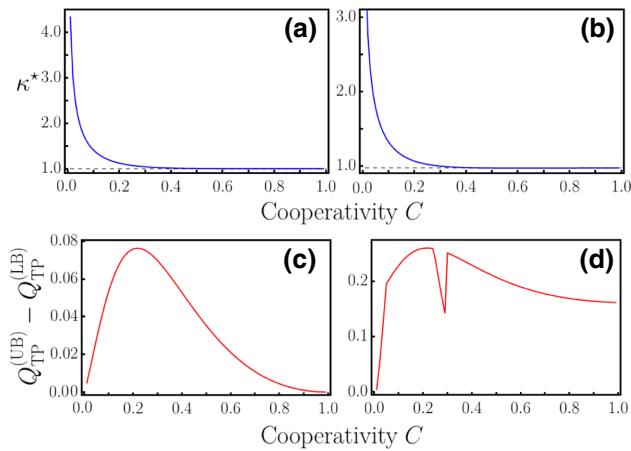 (a)
κ⋆
4.0
4.0
2.0
1.0
0.0 0.2 0.4 0.6 0.8 1.0
Cooperativity C
(b)
3.0
2.0
1.0
0.0 0.2 0.4 0.6 0.8 1.0
Cooperativity C
(c)
Q_TP^(UB) − Q_TP^(LB)
0.08
0.06
0.04
0.02
0.00
0.0 0.2 0.4 0.6 0.8 1.0
Cooperativity C
(d)
0.2
0.1
0.0
0.0 0.2 0.4 0.6 0.8 1.0
Cooperativity C